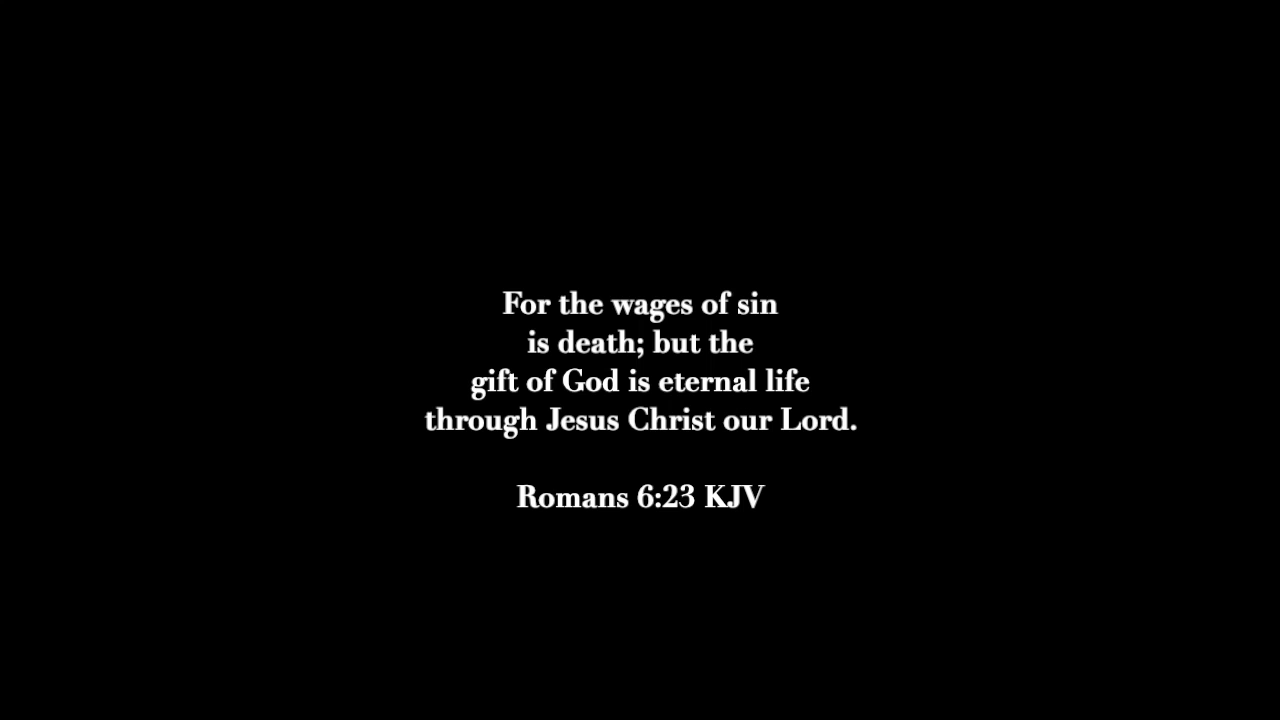 For the wages of sin
is death; but the
gift of God is eternal life
through Jesus Christ our Lord.
Romans 6:23 KJV